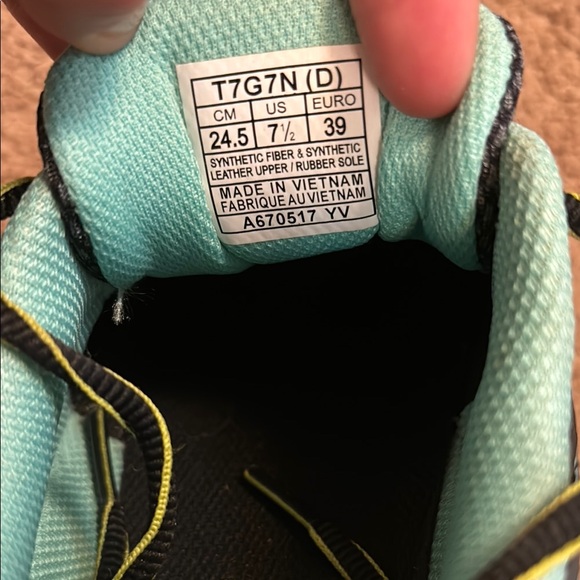 T7G7N (D)
CM US EURO
24.5 7½ 39
SYNTHETIC FIBER & SYNTHETIC
LEATHER UPPER / RUBBER SOLE
MADE IN VIETNAM
FABRIQUE AU VIETNAM
A670517 YV